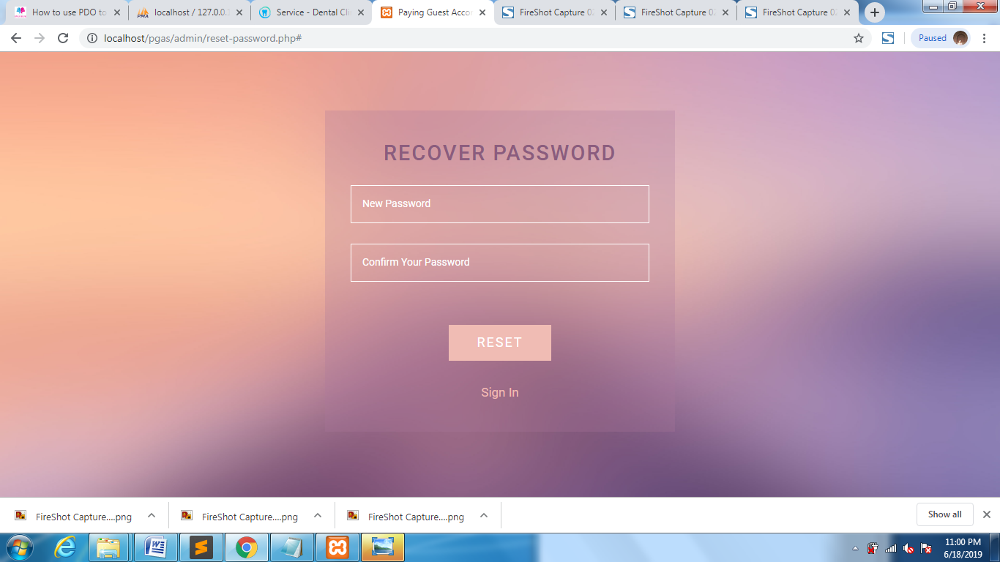 How to use PDO to
localhost / 127.0.0.
Service - Dental Cli
Paying Guest Acco
FireShot Capture 0
FireShot Capture 0
FireShot Capture 0
localhost/pgas/admin/reset-password.php#
Paused
RECOVER PASSWORD
New Password
Confirm Your Password
RESET
Sign In
FireShot Capture....png
FireShot Capture....png
FireShot Capture....png
Show all
11:00 PM
6/18/2019